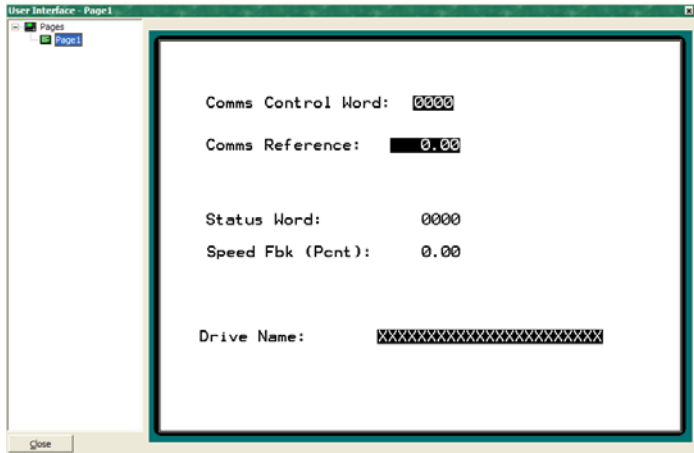 User Interface - Page1
Pages
Page1
Comms Control Word: 0000
Comms Reference: 0.00
Status Word: 0000
Speed Fbk (Pcnt): 0.00
Drive Name: XXXXXXXXXXXXXXXXXXXXXXXX
Close